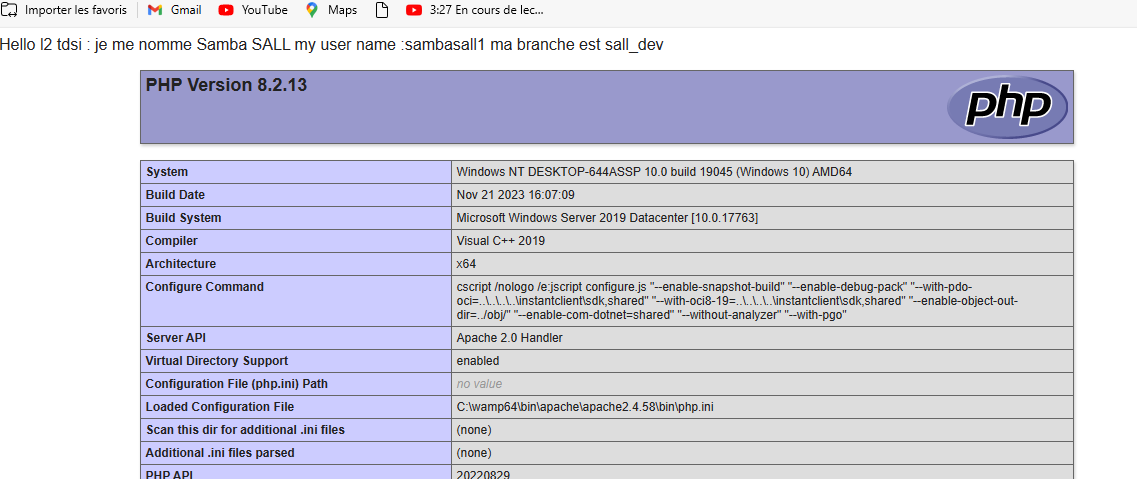 Importer les favoris Gmail YouTube Maps 3:27 En cours de lec...
Hello l2 tdsi : je me nomme Samba SALL my user name :sambasall1 ma branche est sall_dev
PHP Version 8.2.13
php
System Windows NT DESKTOP-644ASSP 10.0 build 19045 (Windows 10) AMD64
Build Date Nov 21 2023 16:07:09
Build System Microsoft Windows Server 2019 Datacenter [10.0.17763]
Compiler Visual C++ 2019
Architecture x64
Configure Command cscript /nologo /e:jscript configure.js "--enable-snapshot-build" "--enable-debug-pack" "--with-pdo-
oci=..\..\..\..\instantclient\sdk,shared" "--with-oci8-19=..\..\..\..\instantclient\sdk,shared" "--enable-object-out-
dir=../obj/" "--enable-com-dotnet=shared" "--without-analyzer" "--with-pgo"
Server API Apache 2.0 Handler
Virtual Directory Support enabled
Configuration File (php.ini) Path no value
Loaded Configuration File C:\wamp64\bin\apache\apache2.4.58\bin\php.ini
Scan this dir for additional .ini files (none)
Additional .ini files parsed (none)
PHP API 20220829